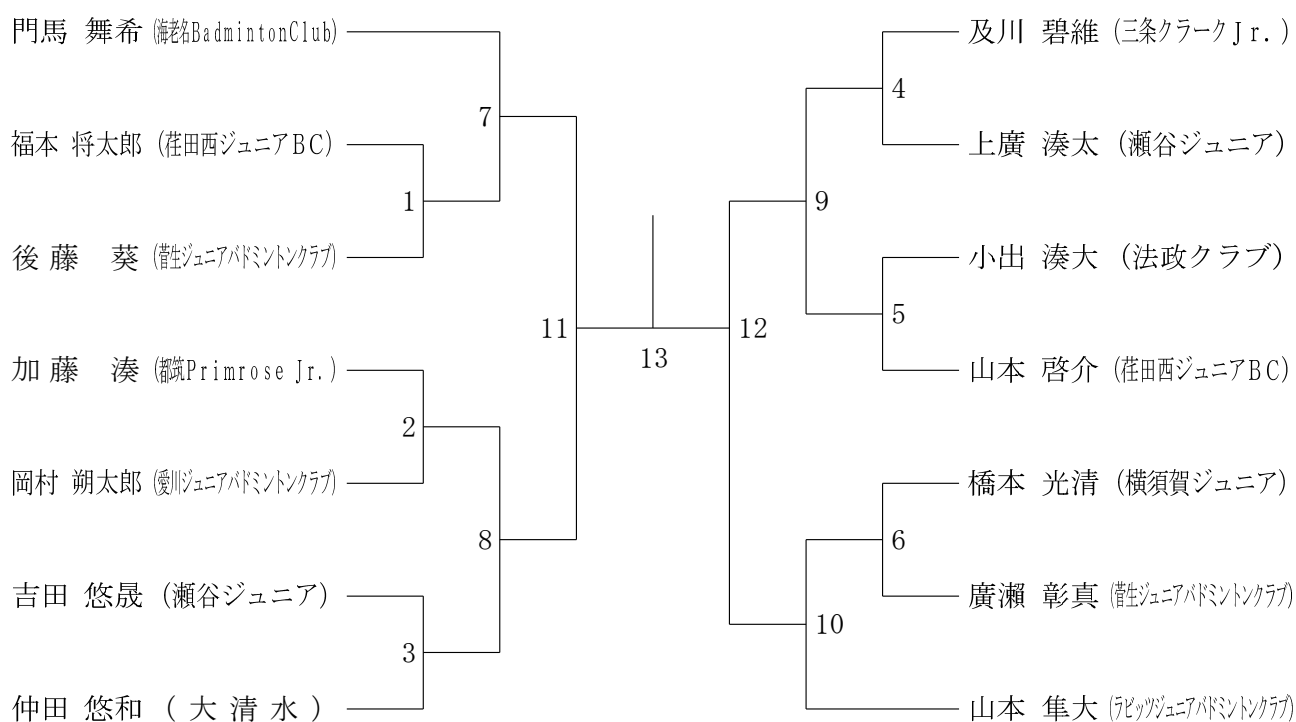 門馬 舞希 (海老名BadmintonClub)
福本 将太郎 (荏田西ジュニアBC)
後藤 葵 (菅生ジュニアバドミントンクラブ)
加藤 湊 (都筑Primrose Jr.)
岡村 朔太郎 (愛川ジュニアバドミントンクラブ)
吉田 悠晟 (瀬谷ジュニア)
仲田 悠和 (大清水)
7
1
2
8
3
11
13
12
9
10
4
5
6
及川 碧維 (三条クラークJr.)
上廣 湊太 (瀬谷ジュニア)
小出 湊大 (法政クラブ)
山本 啓介 (荏田西ジュニアBC)
橋本 光清 (横須賀ジュニア)
廣瀨 彰真 (菅生ジュニアバドミントンクラブ)
山本 隼大 (ラビッツジュニアバドミントンクラブ)